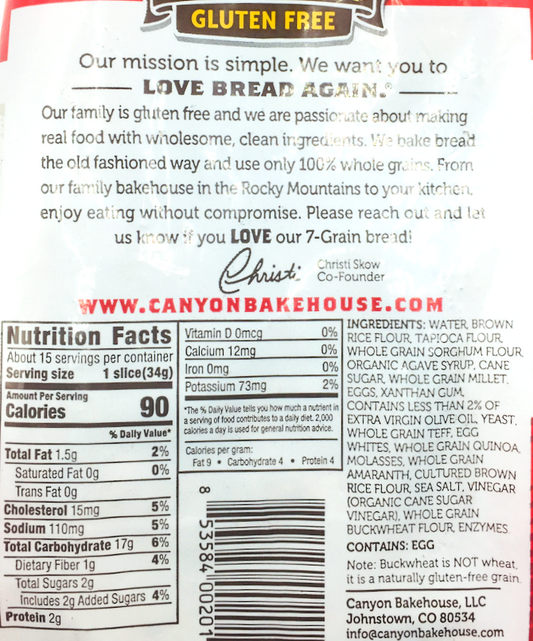 GLUTEN FREE
Our mission is simple. We want you to
LOVE BREAD AGAIN.®
Our family is gluten free and we are passionate about making
real food with wholesome, clean ingredients. We bake bread
the old fashioned way and use only 100% whole grains. From
our family bakehouse in the Rocky Mountains to your kitchen,
enjoy eating without compromise. Please reach out and let
us know if you LOVE our 7-Grain bread!
Christi
Christi Skow
Co-Founder
WWW.CANYONBAKEHOUSE.COM
Nutrition Facts
About 15 servings per container
Serving size 1 slice(34g)
Amount Per Serving
Calories 90
% Daily Value*
Total Fat 1.5g 2%
Saturated Fat 0g 0%
Trans Fat 0g
Cholesterol 15mg 5%
Sodium 110mg 5%
Total Carbohydrate 17g 6%
Dietary Fiber 1g 4%
Total Sugars 2g
Includes 2g Added Sugars 4%
Protein 2g
Vitamin D 0mcg 0%
Calcium 12mg 0%
Iron 0mg 0%
Potassium 73mg 2%
*The % Daily Value tells you how much a nutrient in
a serving of food contributes to a daily diet. 2,000
calories a day is used for general nutrition advice.
Calories per gram:
Fat 9 • Carbohydrate 4 • Protein 4
8 53584 00201
INGREDIENTS: WATER, BROWN
RICE FLOUR, TAPIOCA FLOUR,
WHOLE GRAIN SORGHUM FLOUR,
ORGANIC AGAVE SYRUP, CANE
SUGAR, WHOLE GRAIN MILLET,
EGGS, XANTHAN GUM,
CONTAINS LESS THAN 2% OF
EXTRA VIRGIN OLIVE OIL, YEAST,
WHOLE GRAIN TEFF, EGG
WHITES, WHOLE GRAIN QUINOA,
MOLASSES, WHOLE GRAIN
AMARANTH, CULTURED BROWN
RICE FLOUR, SEA SALT, VINEGAR
(ORGANIC CANE SUGAR
VINEGAR), WHOLE GRAIN
BUCKWHEAT FLOUR, ENZYMES.
CONTAINS: EGG
Note: Buckwheat is NOT wheat,
it is a naturally gluten-free grain.
Canyon Bakehouse, LLC
Johnstown, CO 80534
info@canyonbakehouse.com